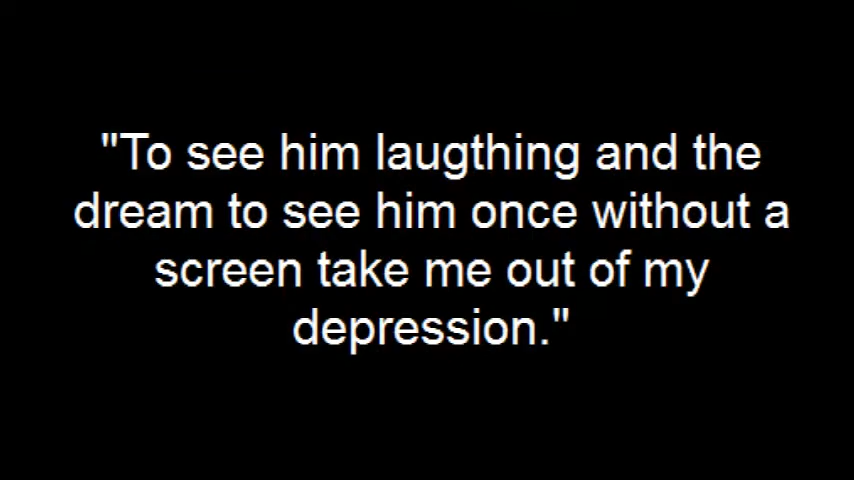 "To see him laugthing and the
dream to see him once without a
screen take me out of my
depression."